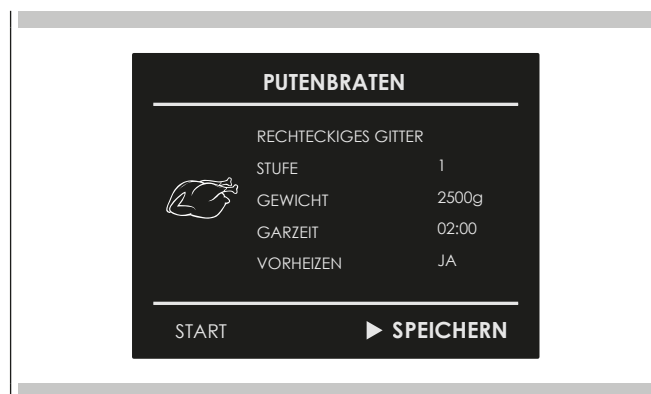 PUTENBRATEN
RECHTECKIGES GITTER
STUFE 1
GEWICHT 2500g
GARZEIT 02:00
VORHEIZEN JA
START ▶ SPEICHERN